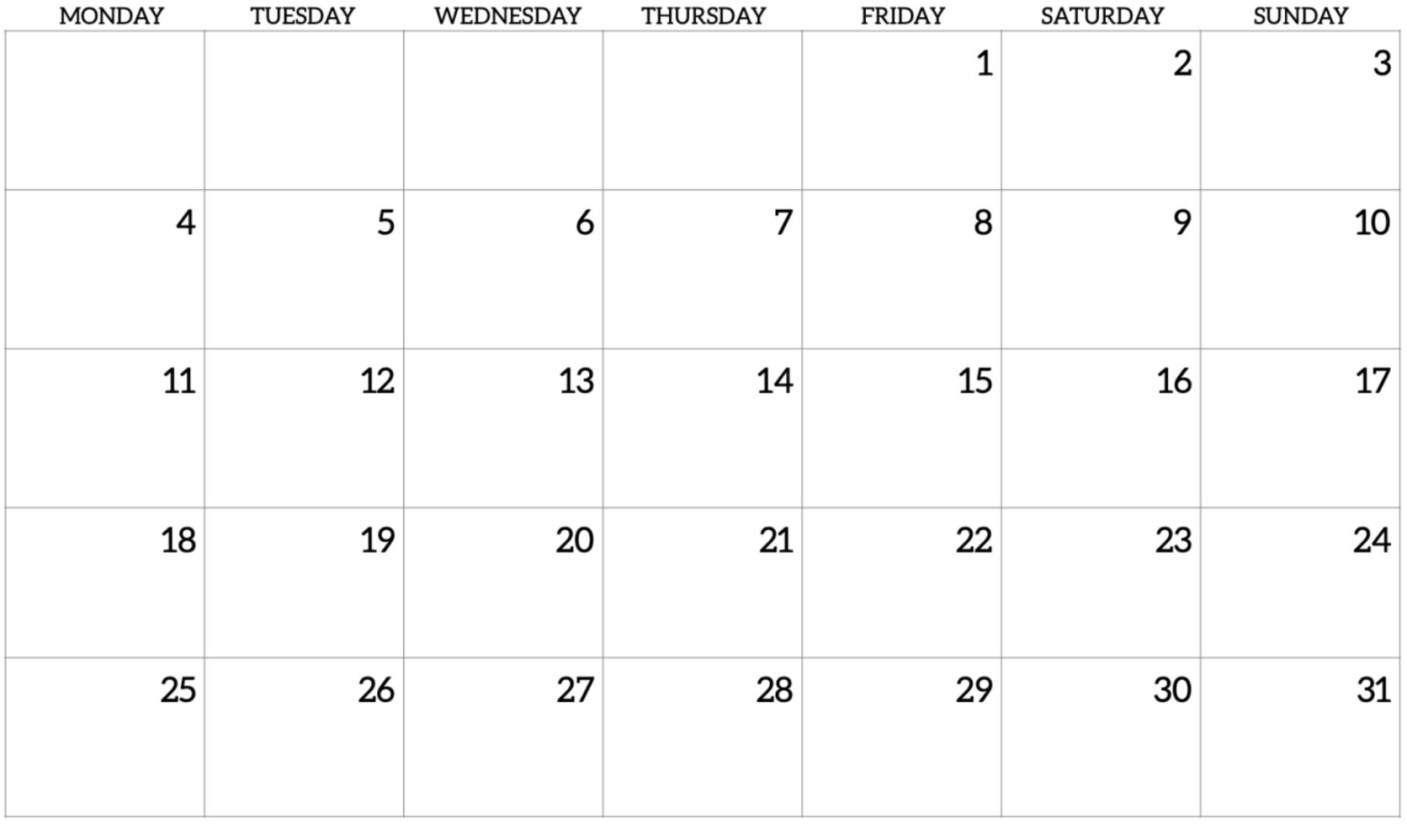 MONDAY TUESDAY WEDNESDAY THURSDAY FRIDAY SATURDAY SUNDAY
1 2 3
4 5 6 7 8 9 10
11 12 13 14 15 16 17
18 19 20 21 22 23 24
25 26 27 28 29 30 31